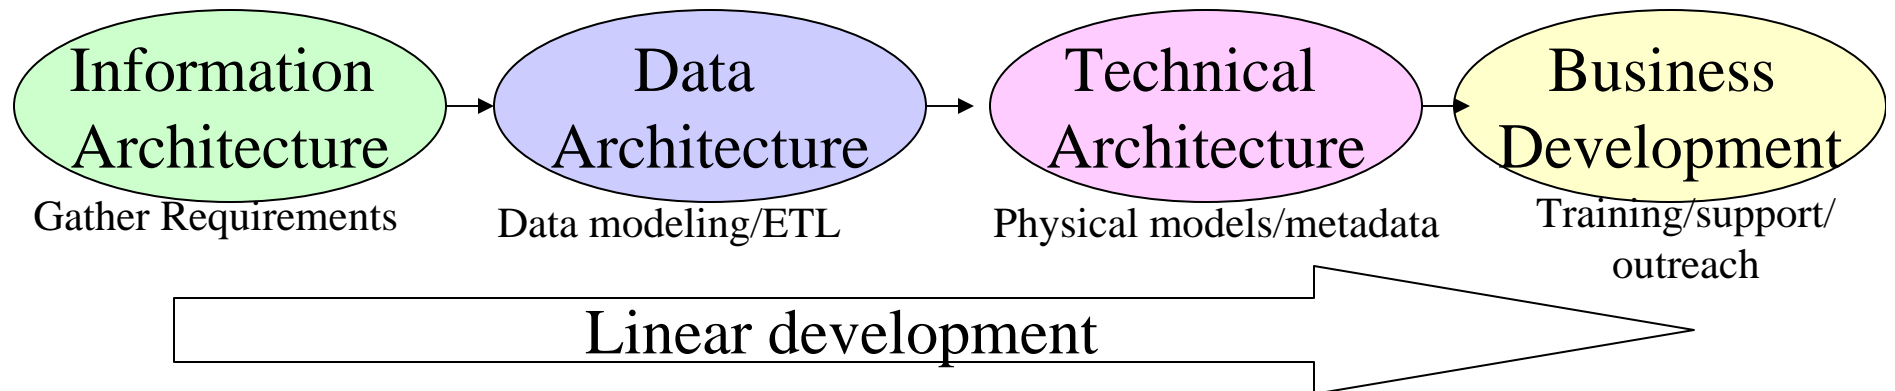 Information
Architecture
Gather Requirements
Data
Architecture
Data modeling/ETL
Technical
Architecture
Physical models/metadata
Business
Development
Training/support/
outreach
Linear development